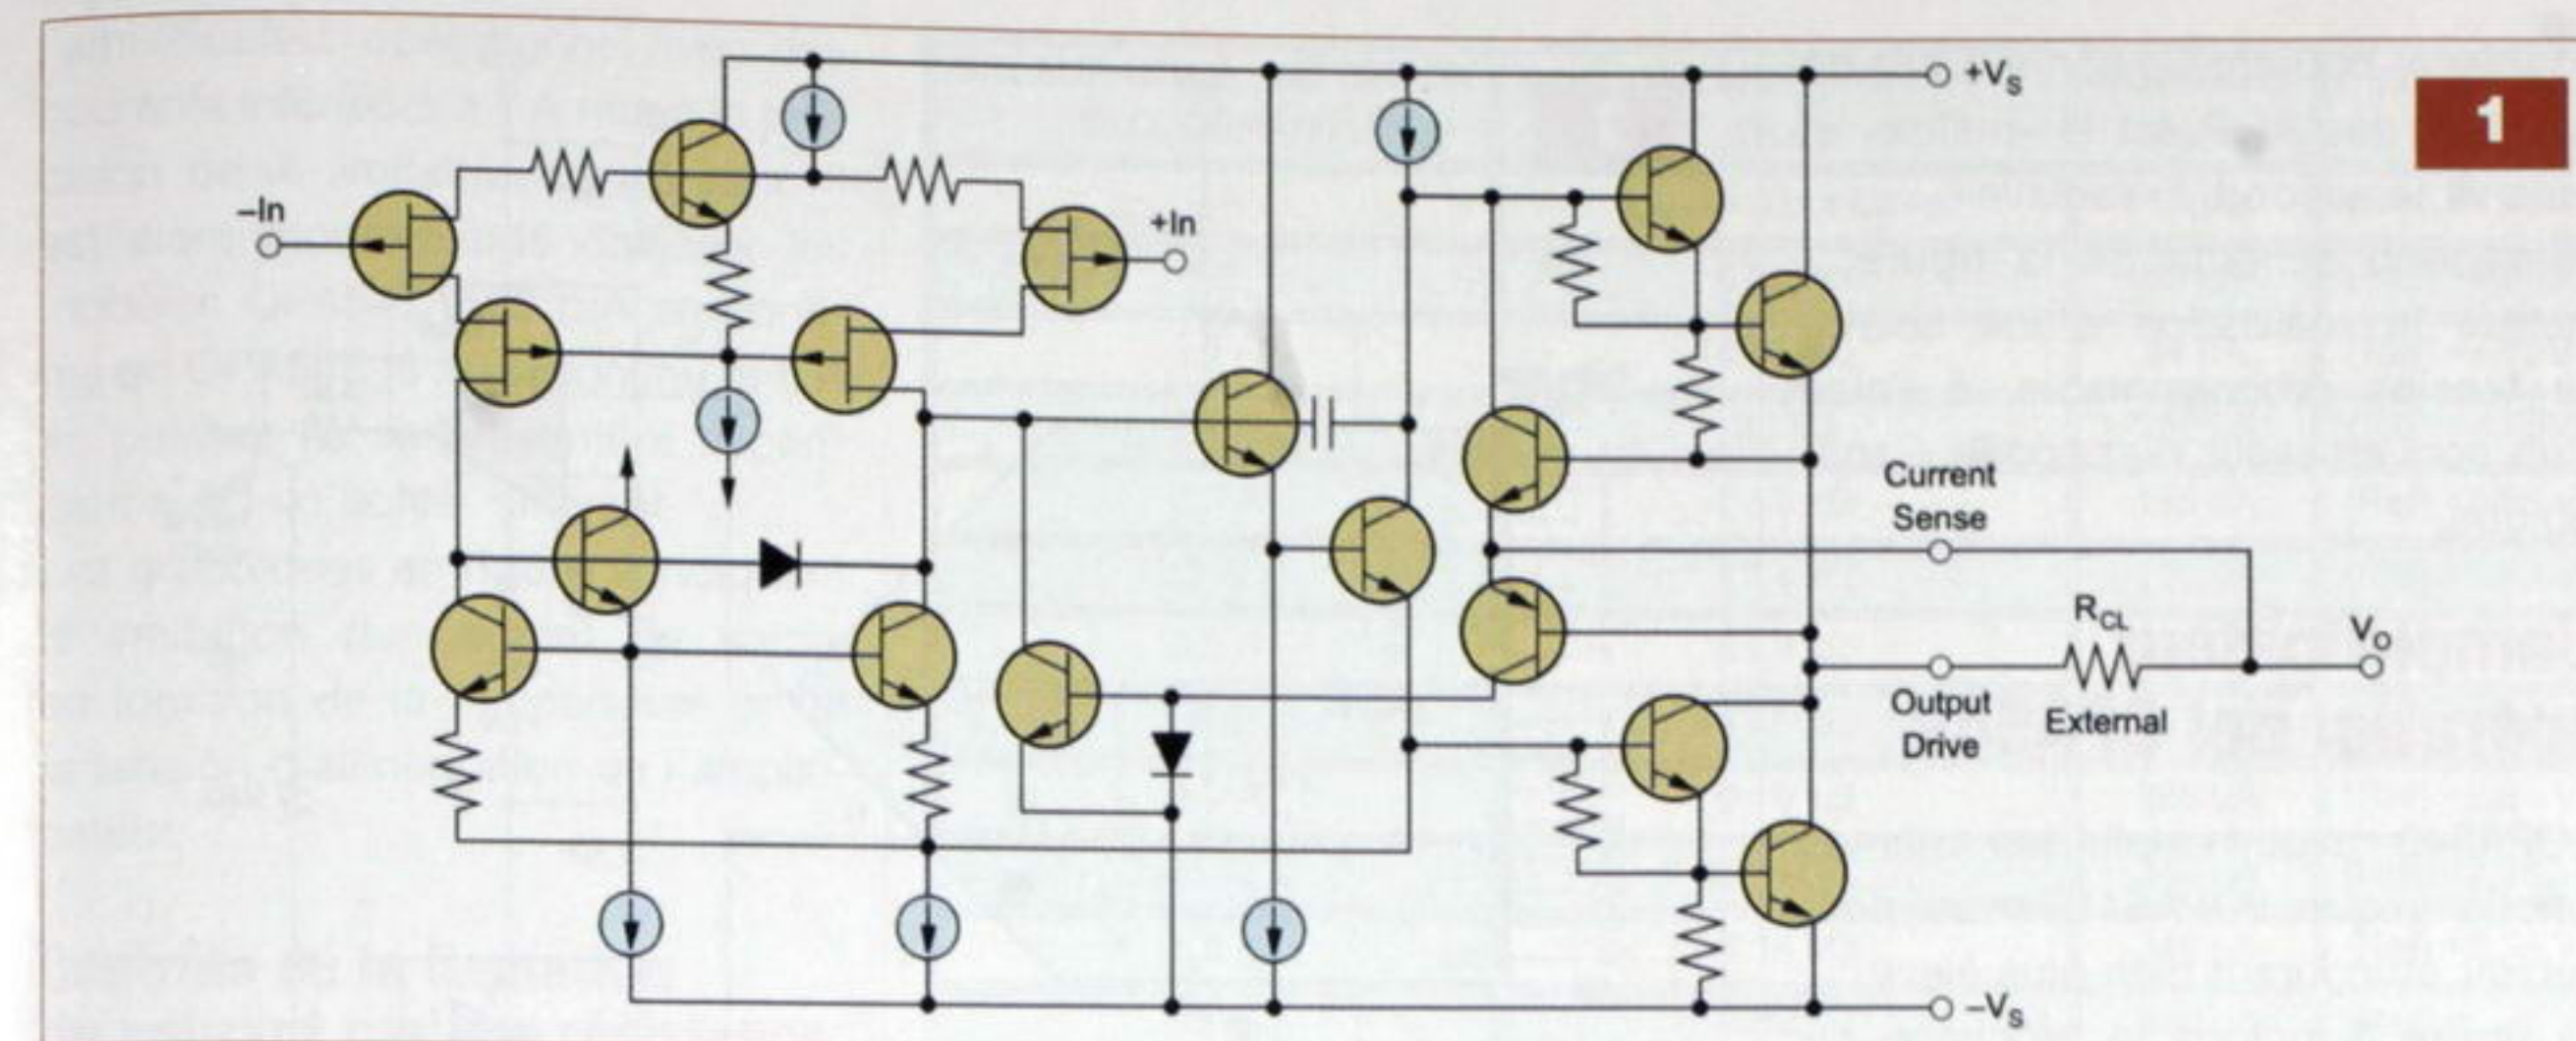 +V_S
1
–In
+In
Current
Sense
R_CL
V_O
Output
Drive
External
–V_S